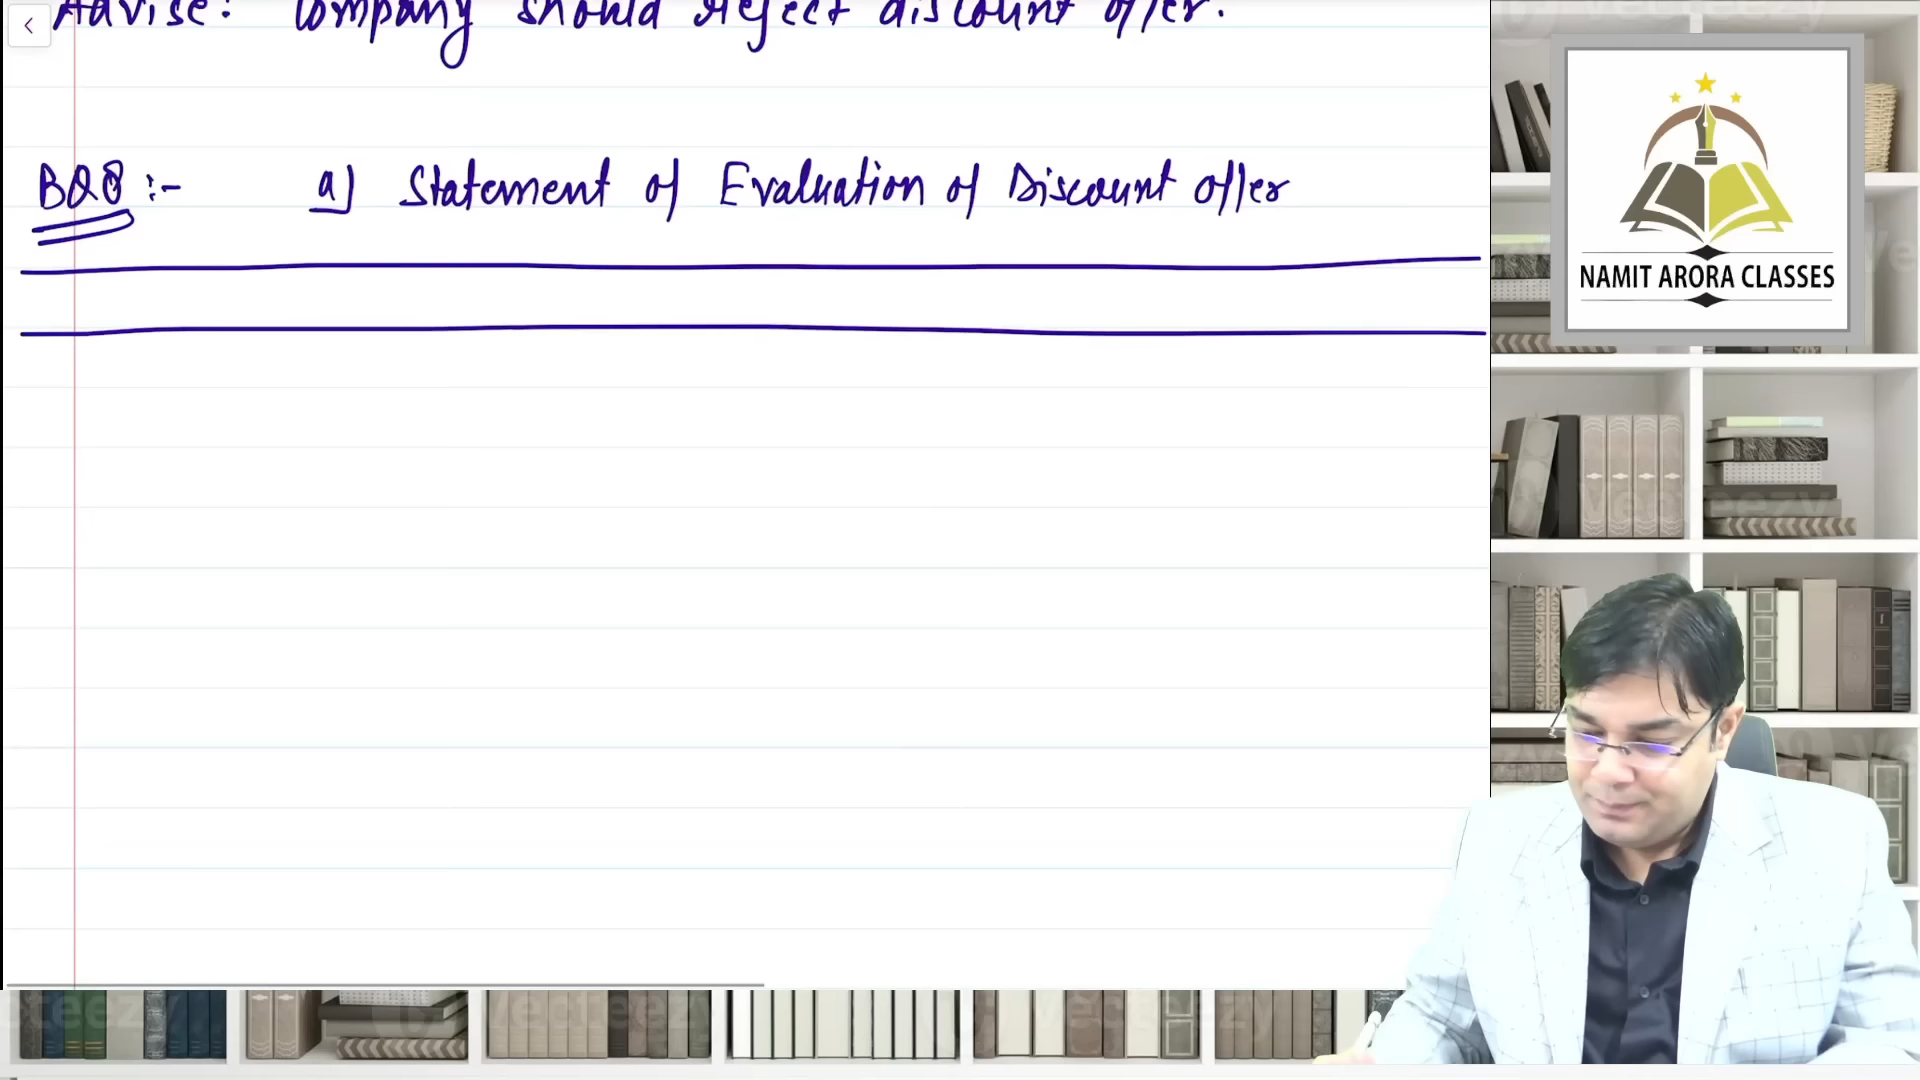 Advise: Company should reject discount offer.
BQ8:- a) Statement of Evaluation of Discount offer
NAMIT ARORA CLASSES